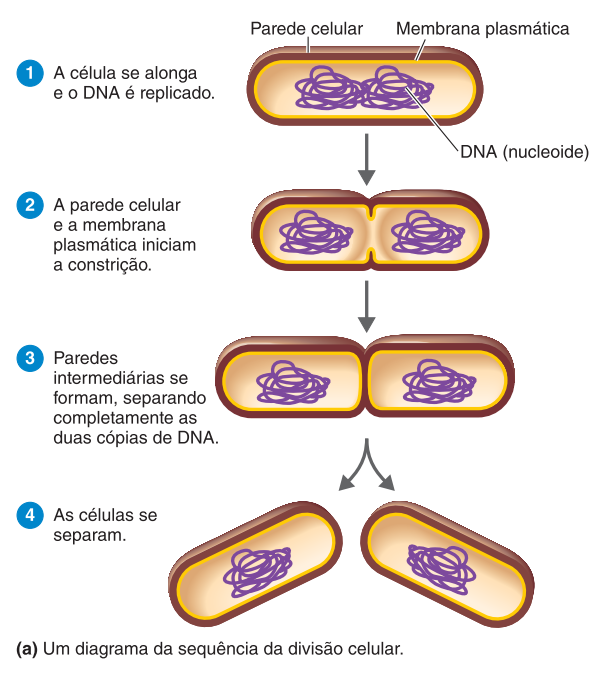 Parede celular
Membrana plasmática
1 A célula se alonga
e o DNA é replicado.
DNA (nucleoide)
2 A parede celular
e a membrana
plasmática iniciam
a constrição.
3 Paredes
intermediárias se
formam, separando
completamente as
duas cópias de DNA.
4 As células se
separam.
(a) Um diagrama da sequência da divisão celular.